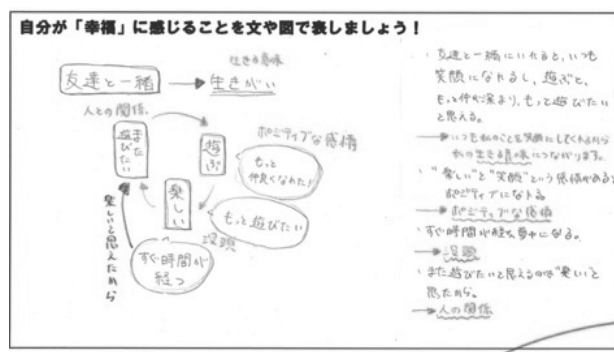 自分が「幸福」に感じることを文や図で表しましょう！
生きる意味
友達と一緒 → 生きがい
人との関係
また
遊びたい
遊ぶ
ポジティブな感情
もっと
仲良くなれた♪
楽しい
もっと遊びたい
没頭
すぐ時間が
経つ
楽しいと思えたから
・友達と一緒にいれると、いつも
笑顔になれるし、遊ぶと、
もっと仲が深まり、もっと遊びたい
と思える。
→いつも私のことを笑顔にしてくれるから
私の生きる意味につながります。
・"楽しい"と"笑顔"という感情があると
ポジティブになれる
→ポジティブな感情
・すぐ時間が経ち夢中になる。
→没頭
・また遊びたいと思えるのは"楽しい"と
思えたから。
→人の関係